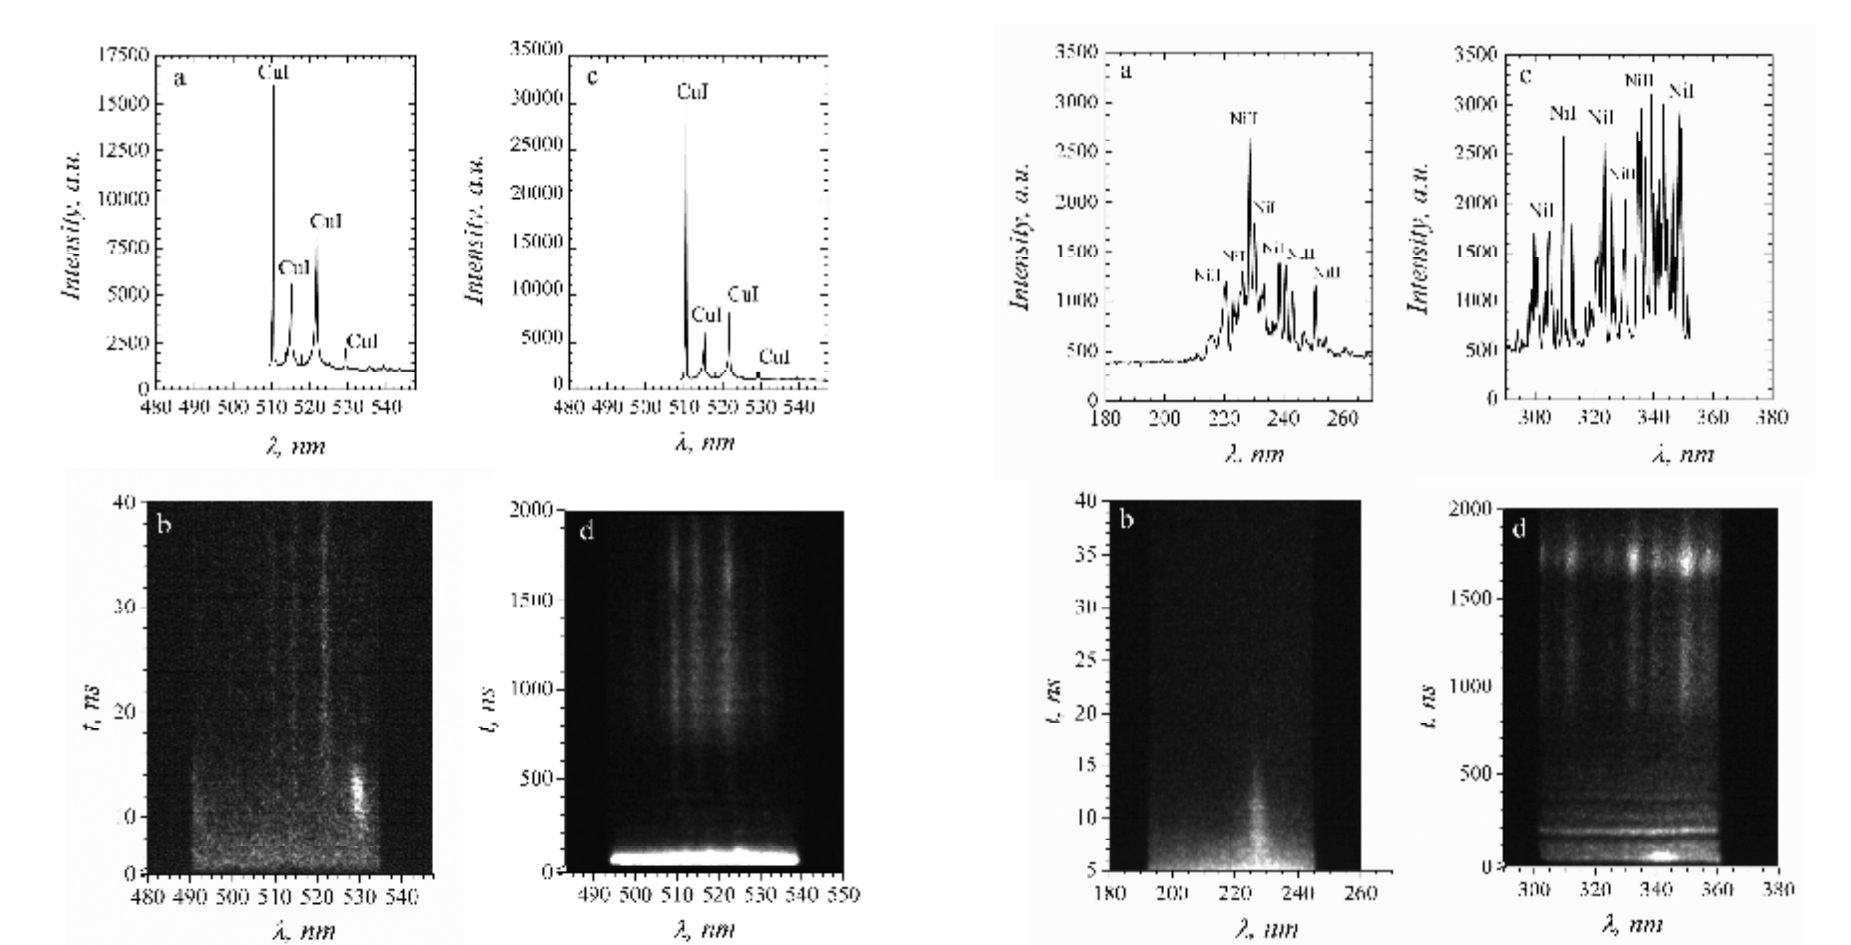 17500
15000
12500
10000
7500
5000
2500
0
Intensity, a.u.
a
CuI
CuI
CuI
CuI
480 490 500 510 520 530 540
λ, nm
35000
30000
25000
20000
15000
10000
5000
0
Intensity, a.u.
c
CuI
CuI
CuI
CuI
480 490 500 510 520 530 540
λ, nm
3500
3000
2500
2000
1500
1000
500
0
Intensity, a.u.
a
NiI
NiI
180 200 220 240 260
λ, nm
3500
3000
2500
2000
1500
1000
500
0
Intensity, a.u.
c
NiI
NiI
NiI
NiI
300 320 340 360 380
λ, nm
40
30
20
10
0
t, ns
b
480 490 500 510 520 530 540
λ, nm
2000
1500
1000
500
0
t, ns
d
490 500 510 520 530 540 550
λ, nm
40
35
30
25
20
15
10
5
t, ns
b
180 200 220 240 260
λ, nm
2000
1500
1000
500
0
t, ns
d
300 320 340 360 380
λ, nm